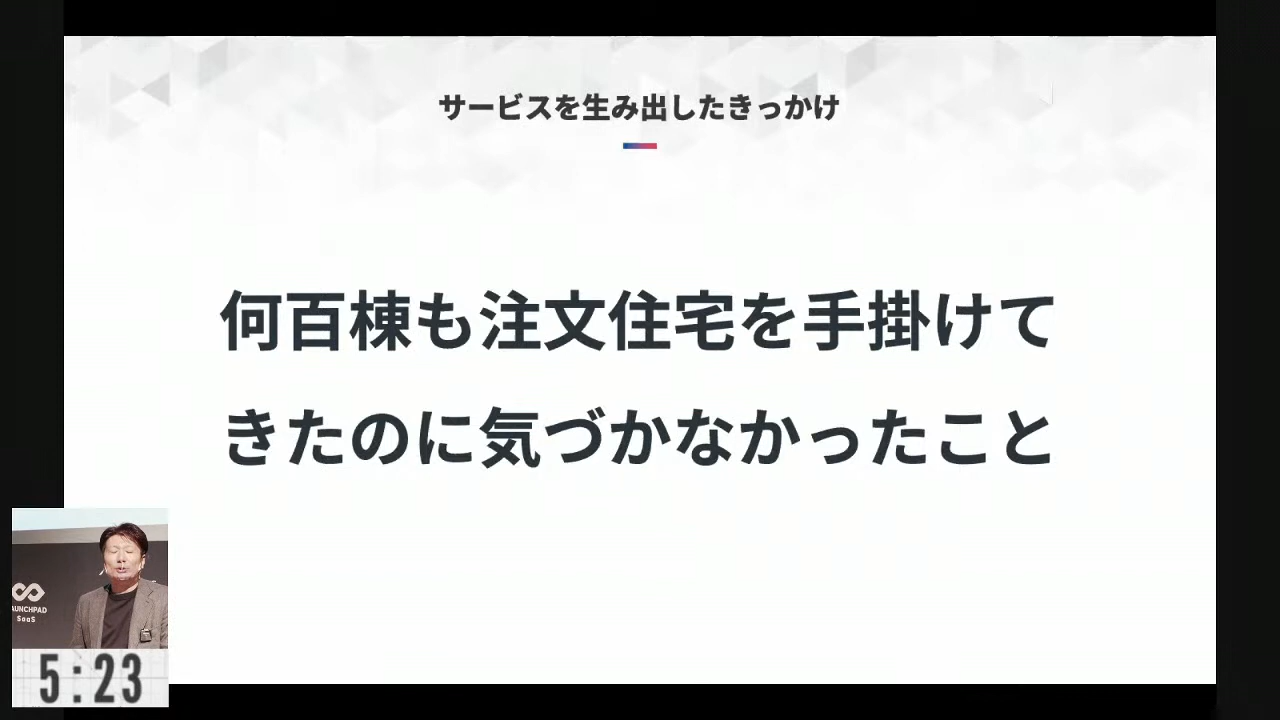 サービスを生み出したきっかけ
何百棟も注文住宅を手掛けて
きたのに気づかなかったこと
AUNCHPAD
SaaS
5:23